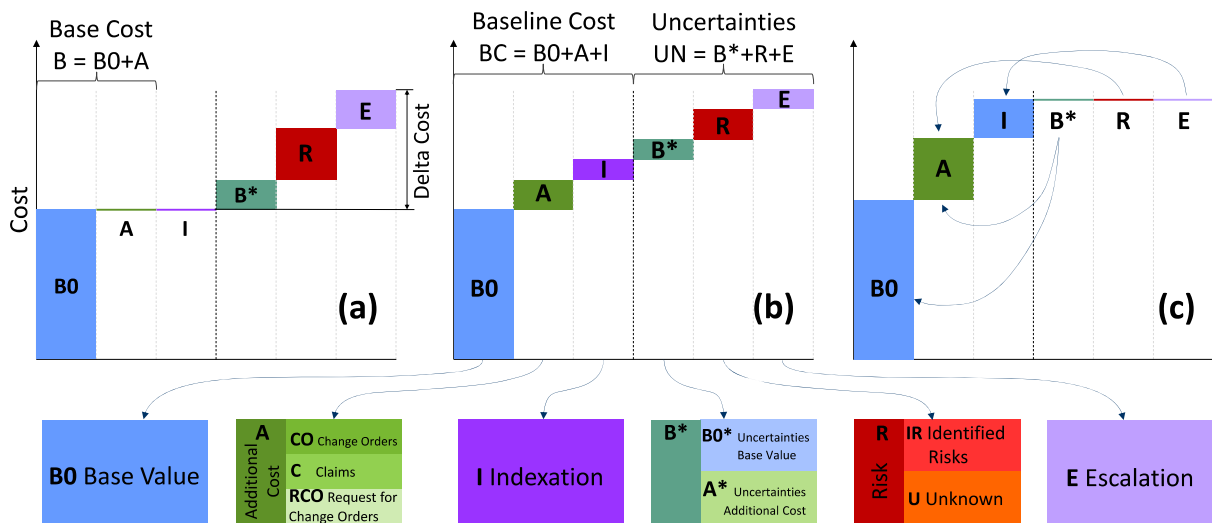 Base Cost
B = B0+A
Cost
B0
A
I
B*
R
E
Delta Cost
(a)
Baseline Cost
BC = B0+A+I
Uncertainties
UN = B*+R+E
B0
A
I
B*
R
E
(b)
B0
A
I
B*
R
E
(c)
B0 Base Value
A
Additional
Cost
CO Change Orders
C Claims
RCO Request for
Change Orders
I Indexation
B*
B0* Uncertainties
Base Value
A* Uncertainties
Additional Cost
R
Risk
IR Identified
Risks
U Unknown
E Escalation